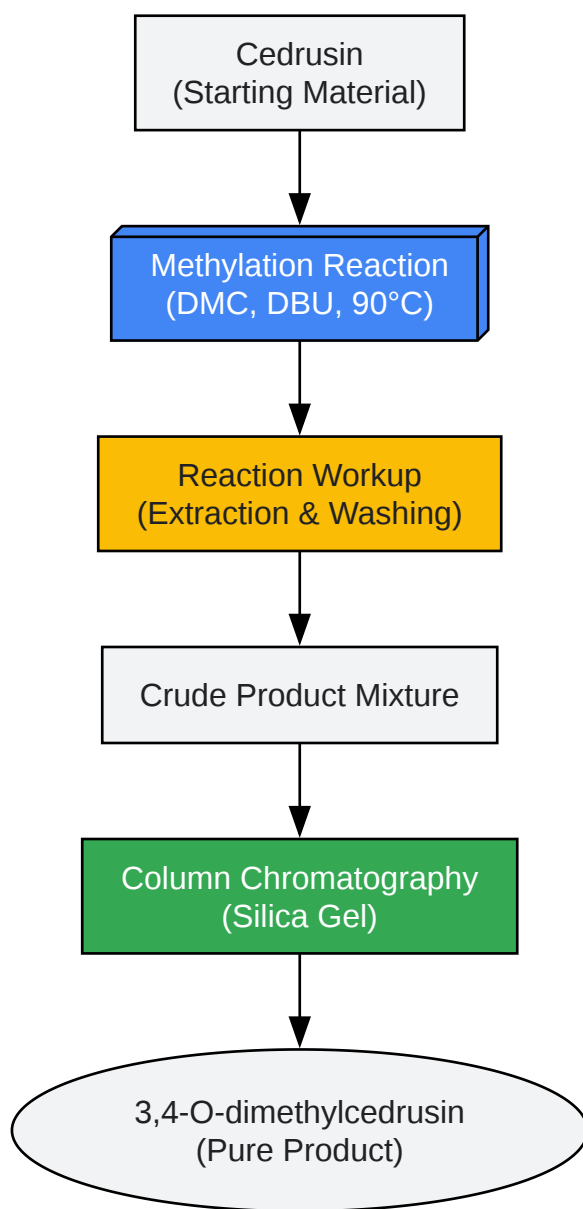 Cedrusin
(Starting Material)
Methylation Reaction
(DMC, DBU, 90°C)
Reaction Workup
(Extraction & Washing)
Crude Product Mixture
Column Chromatography
(Silica Gel)
3,4-O-dimethylcedrusin
(Pure Product)